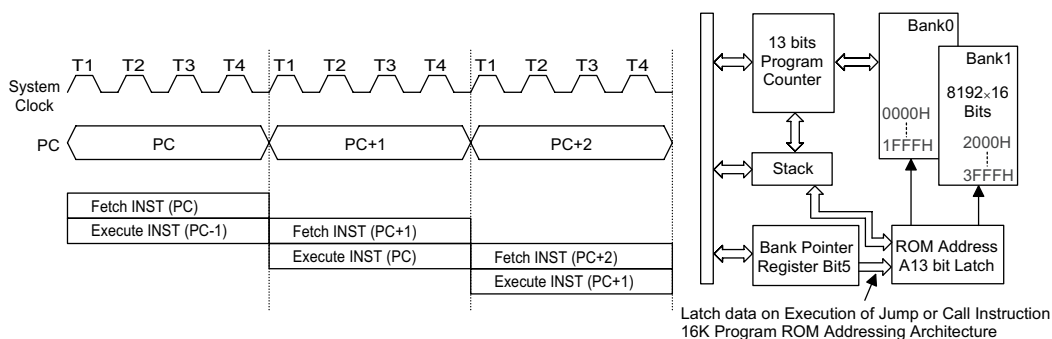 T1 T2 T3 T4 T1 T2 T3 T4 T1 T2 T3 T4
System
Clock
PC PC PC+1 PC+2
Fetch INST (PC)
Execute INST (PC-1) Fetch INST (PC+1)
Execute INST (PC) Fetch INST (PC+2)
Execute INST (PC+1)
13 bits
Program
Counter
Stack
Bank Pointer
Register Bit5
Bank0
0000H
1FFFH
Bank1
8192×16
Bits
2000H
3FFFH
ROM Address
A13 bit Latch
Latch data on Execution of Jump or Call Instruction
16K Program ROM Addressing Architecture